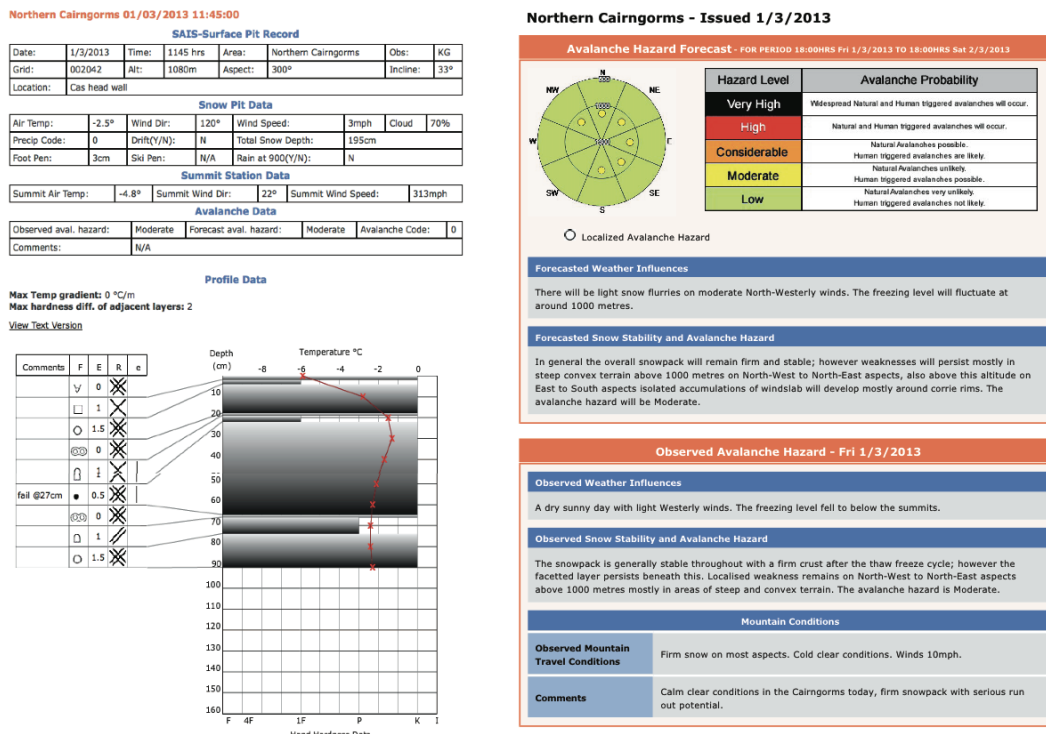 Northern Cairngorms 01/03/2013 11:45:00
SAIS-Surface Pit Record
Date: 1/3/2013 Time: 1145 hrs Area: Northern Cairngorms Obs: KG
Grid: 002042 Alt: 1080m Aspect: 300° Incline: 33°
Location: Cas head wall
Snow Pit Data
Air Temp: -2.5° Wind Dir: 120° Wind Speed: 3mph Cloud 70%
Precip Code: 0 Drift(Y/N): N Total Snow Depth: 195cm
Foot Pen: 3cm Ski Pen: N/A Rain at 900(Y/N): N
Summit Station Data
Summit Air Temp: -4.8° Summit Wind Dir: 22° Summit Wind Speed: 313mph
Avalanche Data
Observed aval. hazard: Moderate Forecast aval. hazard: Moderate Avalanche Code: 0
Comments: N/A
Profile Data
Max Temp gradient: 0 °C/m
Max hardness diff. of adjacent layers: 2
View Text Version
Depth (cm) Temperature °C
Comments F E R e
-8 -6 -4 -2 0
0
1
1.5
0
1
fail @27cm 0.5
0
1
1.5
10
20
30
40
50
60
70
80
90
100
110
120
130
140
150
160
F 4F 1F P K I
Northern Cairngorms - Issued 1/3/2013
Avalanche Hazard Forecast - FOR PERIOD 18:00HRS Fri 1/3/2013 TO 18:00HRS Sat 2/3/2013
N
NW NE
W E
SW SE
S
Hazard Level Avalanche Probability
Very High Widespread Natural and Human triggered avalanches will occur.
High Natural and Human triggered avalanches will occur.
Considerable Natural Avalanches possible.
Human triggered avalanches are likely.
Moderate Natural Avalanches unlikely.
Human triggered avalanches possible.
Low Natural Avalanches very unlikely.
Human triggered avalanches not likely.
Localized Avalanche Hazard
Forecasted Weather Influences
There will be light snow flurries on moderate North-Westerly winds. The freezing level will fluctuate at
around 1000 metres.
Forecasted Snow Stability and Avalanche Hazard
In general the overall snowpack will remain firm and stable; however weaknesses will persist mostly in
steep convex terrain above 1000 metres on North-West to North-East aspects, also above this altitude on
East to South aspects isolated accumulations of windslab will develop mostly around corrie rims. The
avalanche hazard will be Moderate.
Observed Avalanche Hazard - Fri 1/3/2013
Observed Weather Influences
A dry sunny day with light Westerly winds. The freezing level fell to below the summits.
Observed Snow Stability and Avalanche Hazard
The snowpack is generally stable throughout with a firm crust after the thaw freeze cycle; however the
facetted layer persists beneath this. Localised weakness remains on North-West to North-East aspects
above 1000 metres mostly in areas of steep and convex terrain. The avalanche hazard is Moderate.
Mountain Conditions
Observed Mountain
Travel Conditions
Firm snow on most aspects. Cold clear conditions. Winds 10mph.
Comments
Calm clear conditions in the Cairngorms today, firm snowpack with serious run
out potential.